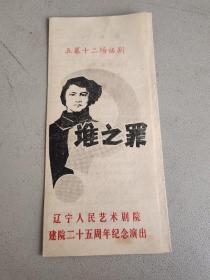 五幕十二场话剧
谁之罪
辽宁人民艺术剧院
建院二十五周年纪念演出